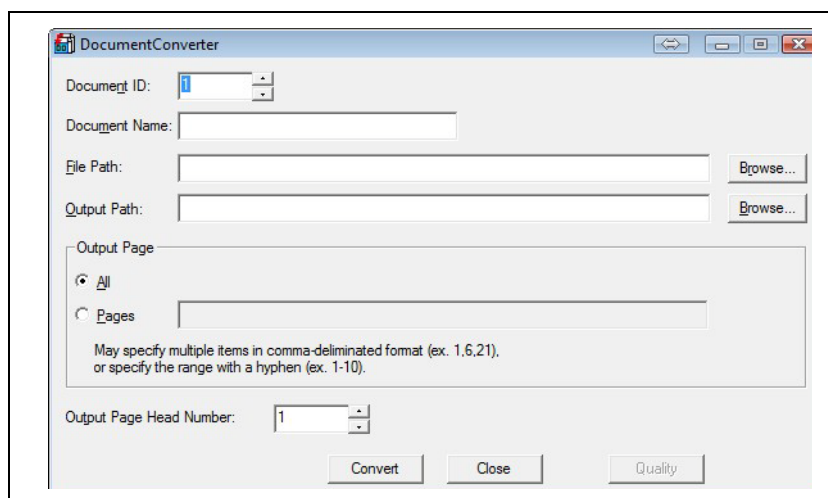 DocumentConverter
Document ID: 1
Document Name:
File Path: Browse...
Output Path: Browse...
Output Page
All
Pages
May specify multiple items in comma-deliminated format (ex. 1,6,21),
or specify the range with a hyphen (ex. 1-10).
Output Page Head Number: 1
Convert Close Quality